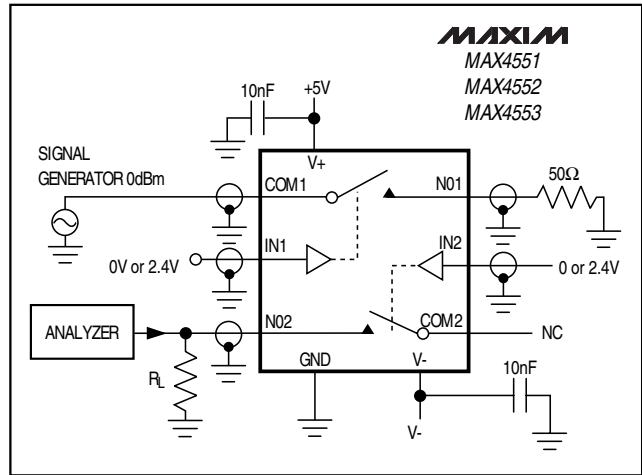 MAXIM
MAX4551
MAX4552
MAX4553
10nF
+5V
SIGNAL
GENERATOR 0dBm
V+
COM1
N01
50Ω
IN1
IN2
0V or 2.4V
0 or 2.4V
ANALYZER
N02
COM2
NC
RL
GND
V-
10nF
V-